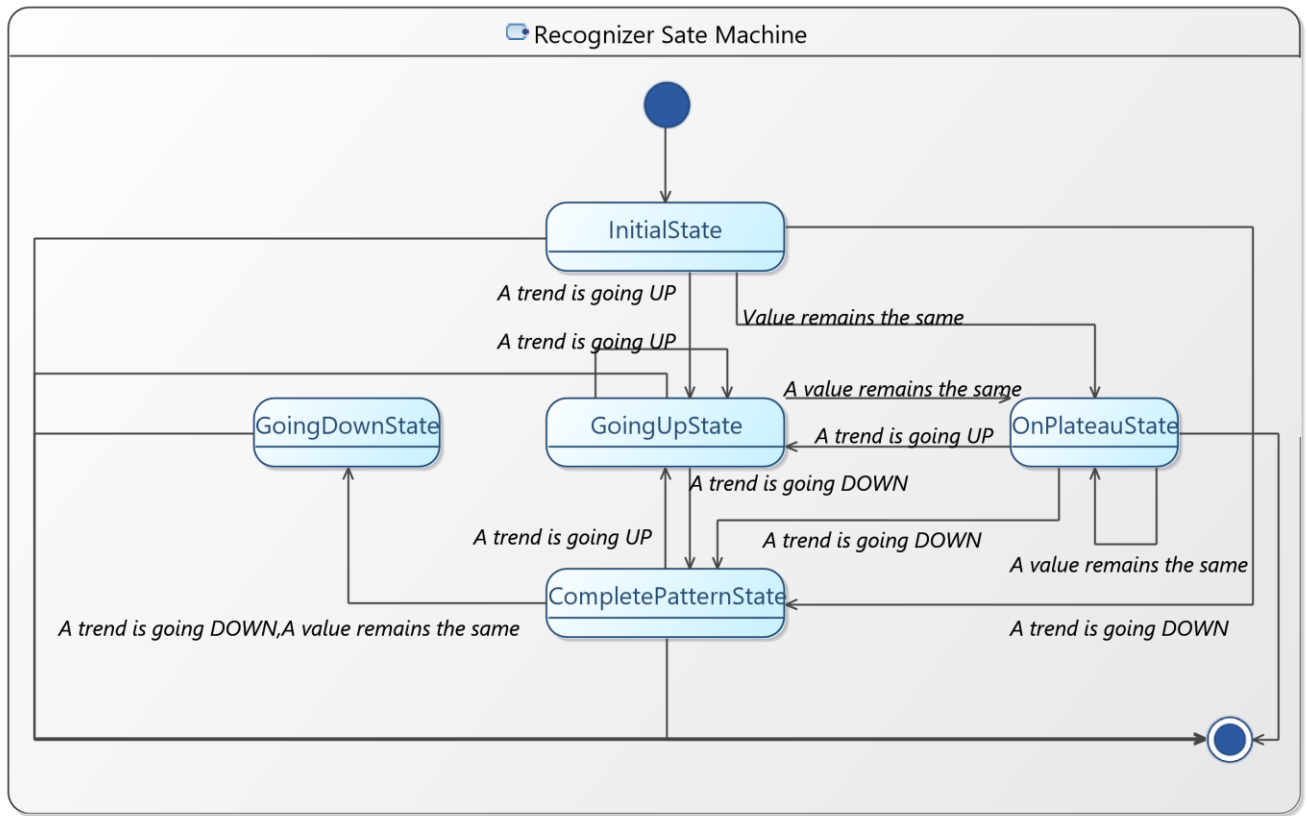 Recognizer Sate Machine
InitialState
A trend is going UP
Value remains the same
A trend is going UP
A value remains the same
GoingDownState
GoingUpState
OnPlateauState
A trend is going UP
A trend is going DOWN
A trend is going UP
A trend is going DOWN
A value remains the same
CompletePatternState
A trend is going DOWN,A value remains the same
A trend is going DOWN